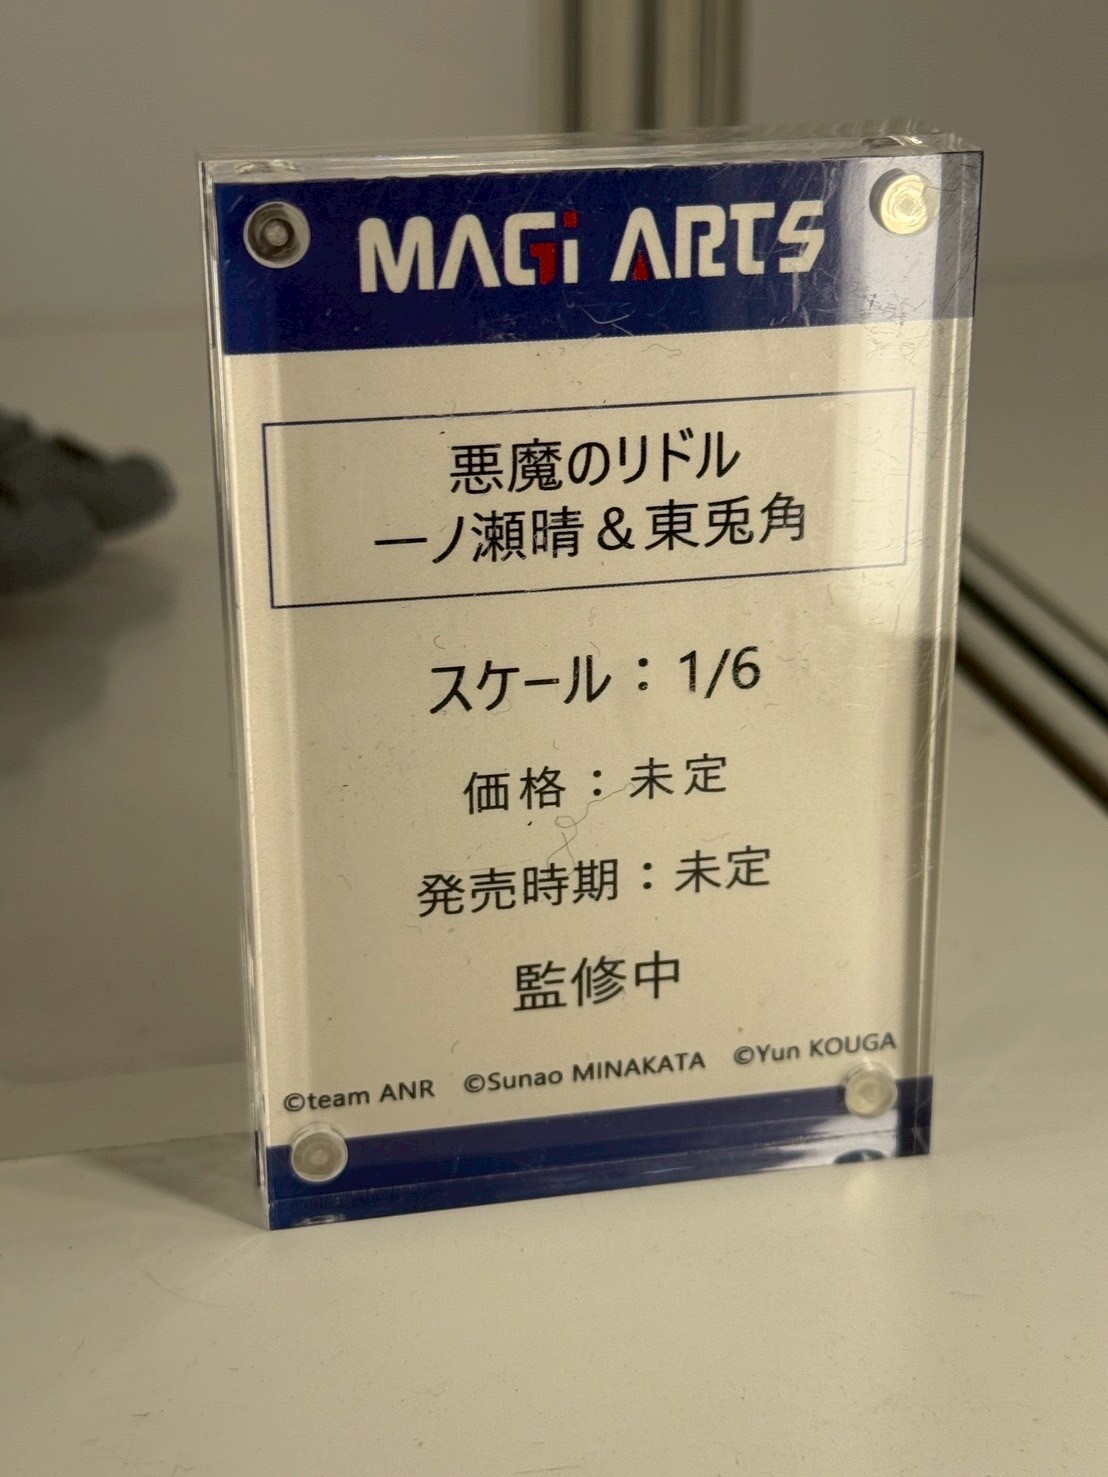 MAGi ARTS
悪魔のリドル
一ノ瀬晴&東兎角
スケール:1/6
価格:未定
発売時期:未定
監修中
©team ANR ©Sunao MINAKATA ©Yun KOUGA